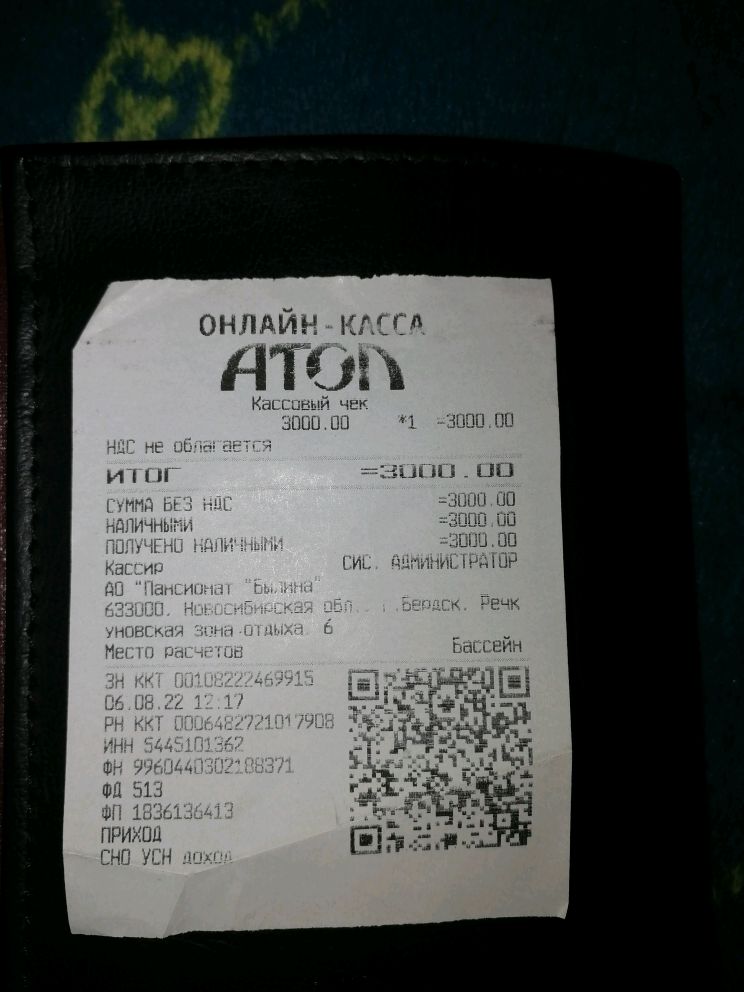 ОНЛАЙН-КАССА
АТОЛ
Кассовый чек
3000.00 *1 =3000.00
НДС не облагается
ИТОГ =3000.00
СУММА БЕЗ НДС =3000.00
НАЛИЧНЫМИ =3000.00
ПОЛУЧЕНО НАЛИЧНЫМИ =3000.00
Кассир СИС. АДМИНИСТРАТОР
АО "Пансионат "Былина"
633000, Новосибирская обл., г.Бердск, Речк
уновская зона отдыха, 6
Место расчетов Бассейн
ЗН ККТ 00108222469915
06.08.22 12:17
РН ККТ 0006482721017908
ИНН 5445101362
ФН 9960440302188371
ФД 513
ФП 1836136413
ПРИХОД
СНО УСН доход